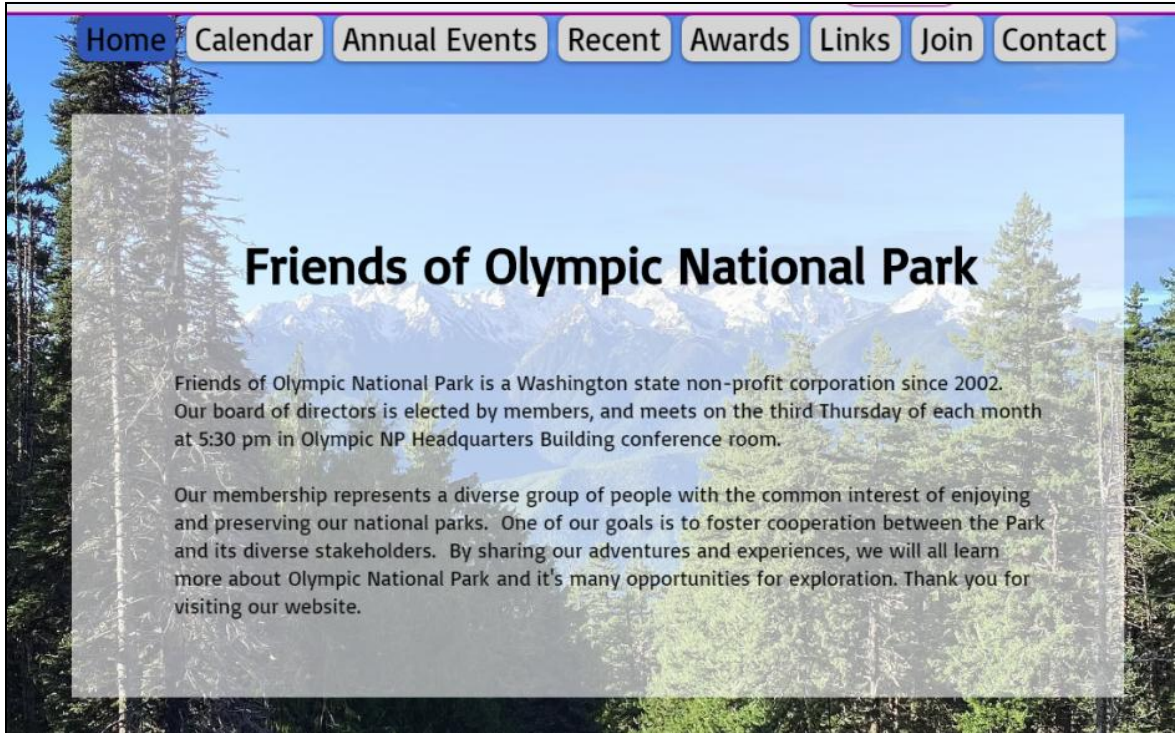 Home Calendar Annual Events Recent Awards Links Join Contact
Friends of Olympic National Park
Friends of Olympic National Park is a Washington state non-profit corporation since 2002.
Our board of directors is elected by members, and meets on the third Thursday of each month
at 5:30 pm in Olympic NP Headquarters Building conference room.
Our membership represents a diverse group of people with the common interest of enjoying
and preserving our national parks.  One of our goals is to foster cooperation between the Park
and its diverse stakeholders.  By sharing our adventures and experiences, we will all learn
more about Olympic National Park and it's many opportunities for exploration. Thank you for
visiting our website.